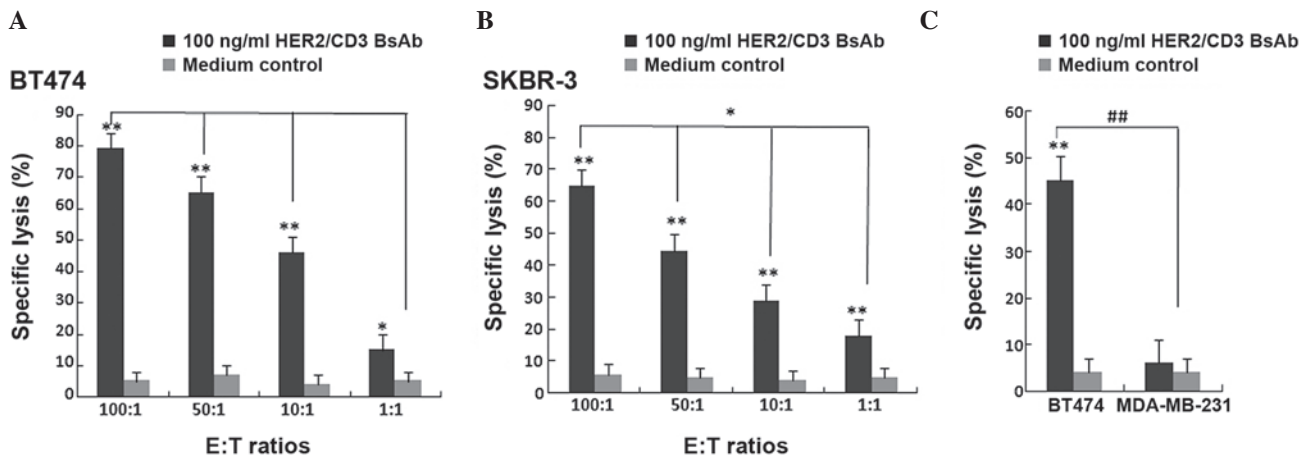 A
■ 100 ng/ml HER2/CD3 BsAb
■ Medium control
BT474
Specific lysis (%)
90
80
70
60
50
40
30
20
10
0
**
**
**
*
100:1
50:1
10:1
1:1
E:T ratios
B
■ 100 ng/ml HER2/CD3 BsAb
■ Medium control
SKBR-3
Specific lysis (%)
90
80
70
60
50
40
30
20
10
0
*
**
**
**
**
100:1
50:1
10:1
1:1
E:T ratios
C
■ 100 ng/ml HER2/CD3 BsAb
■ Medium control
Specific lysis (%)
60
50
40
30
20
10
0
##
**
BT474
MDA-MB-231